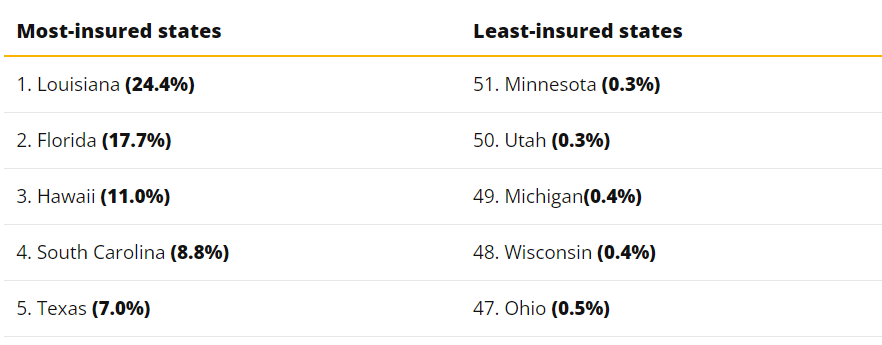 Most-insured states Least-insured states
1. Louisiana (24.4%) 51. Minnesota (0.3%)
2. Florida (17.7%) 50. Utah (0.3%)
3. Hawaii (11.0%) 49. Michigan(0.4%)
4. South Carolina (8.8%) 48. Wisconsin (0.4%)
5. Texas (7.0%) 47. Ohio (0.5%)